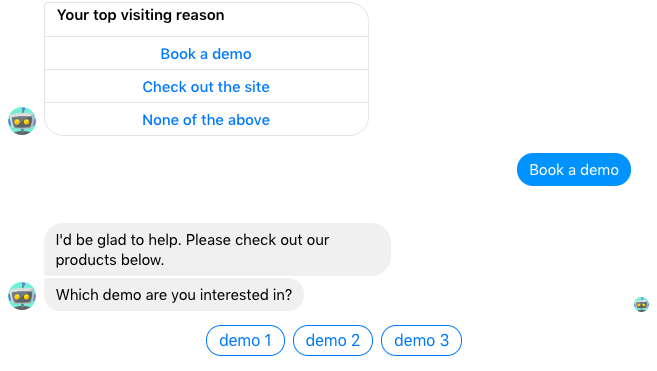 Your top visiting reason
Book a demo
Check out the site
None of the above
Book a demo
I'd be glad to help. Please check out our
products below.
Which demo are you interested in?
demo 1 demo 2 demo 3